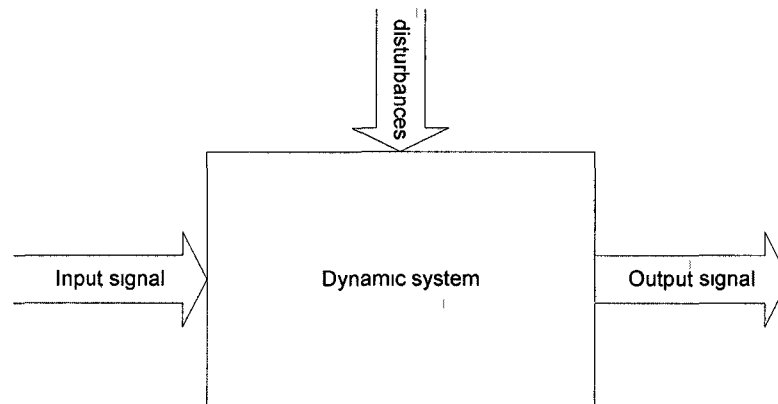 disturbances
Input signal
Dynamic system
Output signal